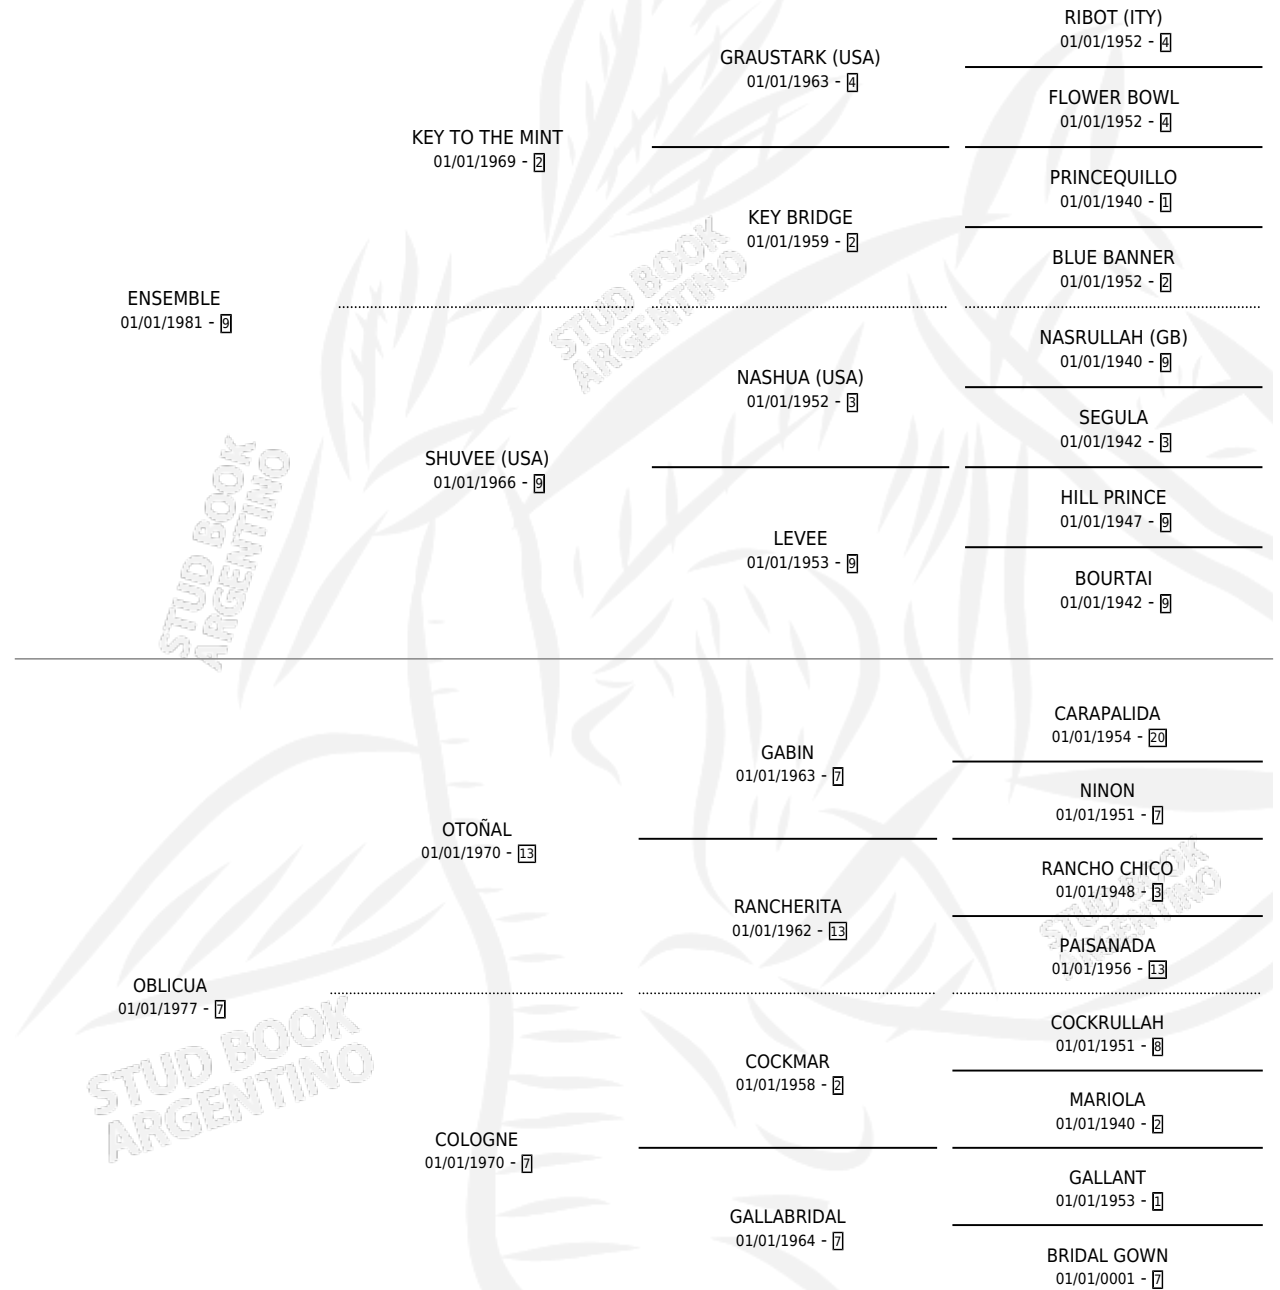 RIBOT (ITY)
01/01/1952 - 4
GRAUSTARK (USA)
01/01/1963 - 4
FLOWER BOWL
01/01/1952 - 4
KEY TO THE MINT
01/01/1969 - 2
PRINCEQUILLO
01/01/1940 - 1
KEY BRIDGE
01/01/1959 - 2
BLUE BANNER
01/01/1952 - 2
ENSEMBLE
01/01/1981 - 9
NASRULLAH (GB)
01/01/1940 - 9
NASHUA (USA)
01/01/1952 - 3
SEGULA
01/01/1942 - 3
SHUVEE (USA)
01/01/1966 - 9
HILL PRINCE
01/01/1947 - 9
LEVEE
01/01/1953 - 9
BOURTAI
01/01/1942 - 9
CARAPALIDA
01/01/1954 - 20
GABIN
01/01/1963 - 7
NINON
01/01/1951 - 7
OTOÑAL
01/01/1970 - 13
RANCHO CHICO
01/01/1948 - 3
RANCHERITA
01/01/1962 - 13
PAISANADA
01/01/1956 - 13
OBLICUA
01/01/1977 - 7
COCKRULLAH
01/01/1951 - 8
COCKMAR
01/01/1958 - 2
MARIOLA
01/01/1940 - 2
COLOGNE
01/01/1970 - 7
GALLANT
01/01/1953 - 1
GALLABRIDAL
01/01/1964 - 7
BRIDAL GOWN
01/01/0001 - 7
STUD BOOK
ARGENTINO
STUD BOOK
ARGENTINO
STUD BOOK
ARGENTINO
STUD BOOK
ARGENTINO